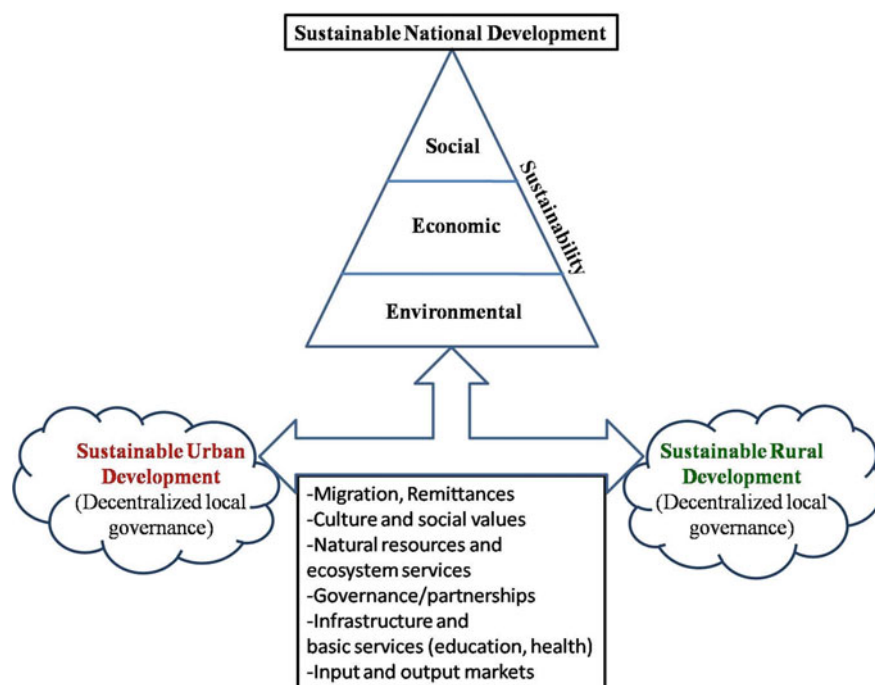 Sustainable National Development
Social
Economic
Sustainability
Environmental
Sustainable Urban
Development
(Decentralized local
governance)
Sustainable Rural
Development
(Decentralized local
governance)
-Migration, Remittances
-Culture and social values
-Natural resources and
ecosystem services
-Governance/partnerships
-Infrastructure and
basic services (education, health)
-Input and output markets